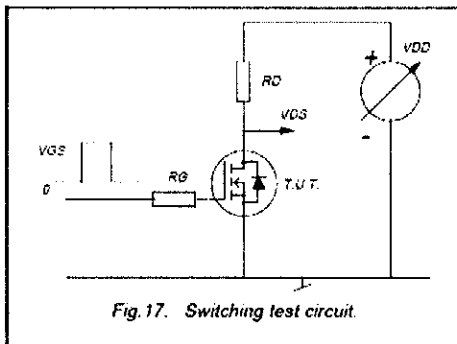 + VDD
RD
VDS
-
VGS
0
RG
T.U.T.
Fig.17. Switching test circuit.